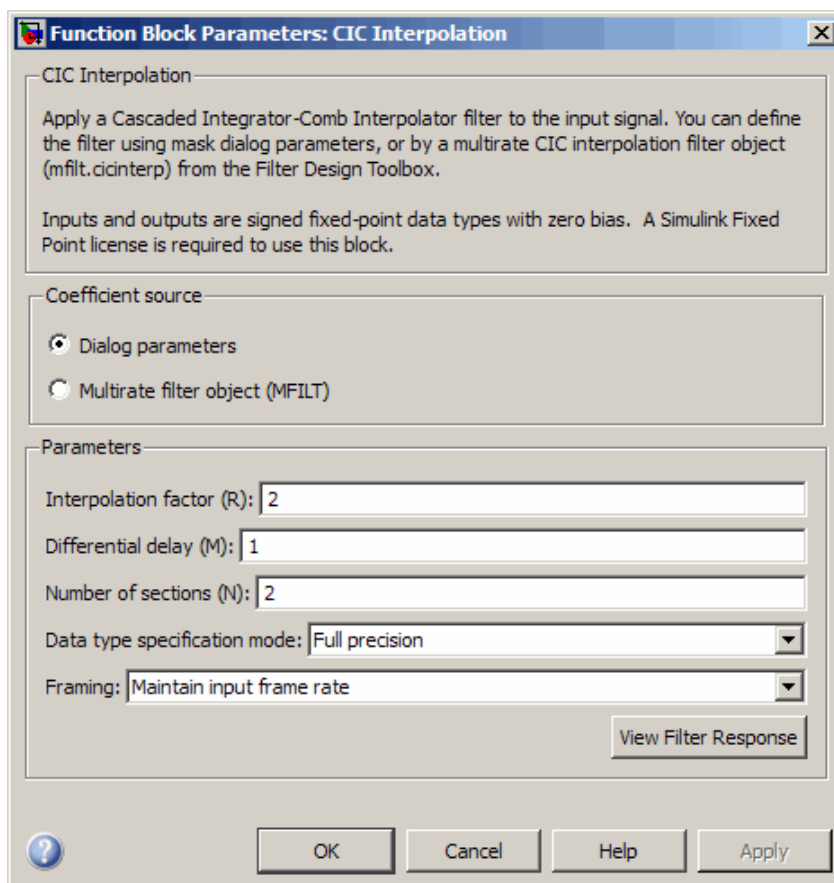 Function Block Parameters: CIC Interpolation
CIC Interpolation
Apply a Cascaded Integrator-Comb Interpolator filter to the input signal. You can define
the filter using mask dialog parameters, or by a multrate CIC interpolation filter object
(mfilt.cicinterp) from the Filter Design Toolbox.
Inputs and outputs are signed fixed-point data types with zero bias.  A Simulink Fixed
Point license is required to use this block.
Coefficient source
Dialog parameters
Multirate filter object (MFILT)
Parameters
Interpolation factor (R): 2
Differential delay (M): 1
Number of sections (N): 2
Data type specification mode: Full precision
Framing: Maintain input frame rate
View Filter Response
? OK Cancel Help Apply